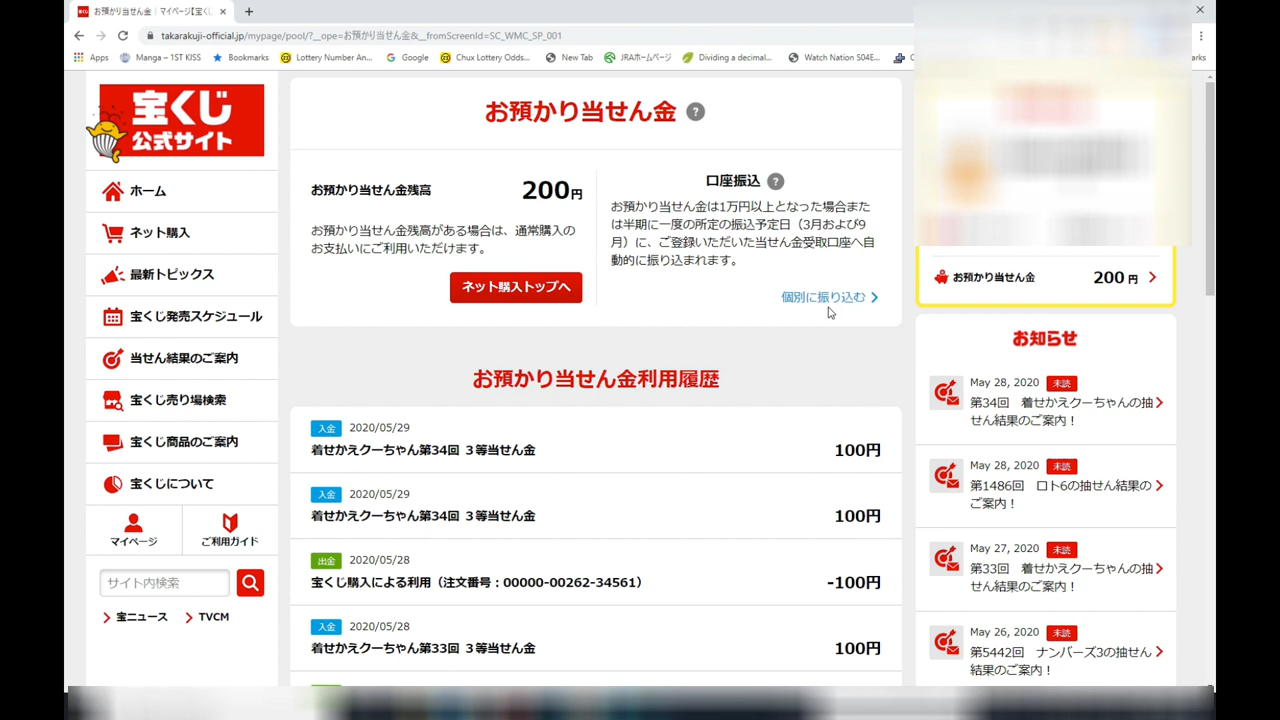 お預かり当せん金 | マイページ【宝く
takarakuji-official.jp/mypage/pool/?__ope=お預かり当せん金&__fromScreenId=SC_WMC_SP_001
Apps Manga – 1ST KISS Bookmarks Lottery Number An... Google Chux Lottery Odds... New Tab JRAホームページ Dividing a decimal... Watch Nation S04E...
宝くじ
公式サイト
ホーム
ネット購入
最新トピックス
宝くじ発売スケジュール
当せん結果のご案内
宝くじ売り場検索
宝くじ商品のご案内
宝くじについて
マイページ ご利用ガイド
サイト内検索
宝ニュース TVCM
お預かり当せん金 ?
お預かり当せん金残高 200円
お預かり当せん金残高がある場合は、通常購入の
お支払いにご利用いただけます。
ネット購入トップへ
口座振込 ?
お預かり当せん金は1万円以上となった場合また
は半期に一度の所定の振込予定日（3月および9
月）に、ご登録いただいた当せん金受取口座へ自
動的に振り込まれます。
個別に振り込む
お預かり当せん金利用履歴
入金 2020/05/29
着せかえクーちゃん第34回 ３等当せん金 100円
入金 2020/05/29
着せかえクーちゃん第34回 ３等当せん金 100円
出金 2020/05/28
宝くじ購入による利用（注文番号：00000-00262-34561） -100円
入金 2020/05/28
着せかえクーちゃん第33回 ３等当せん金 100円
お預かり当せん金 200 円
お知らせ
May 28, 2020 未読
第34回　着せかえクーちゃんの抽
せん結果のご案内！
May 28, 2020 未読
第1486回　ロト6の抽せん結果の
ご案内！
May 27, 2020 未読
第33回　着せかえクーちゃんの抽
せん結果のご案内！
May 26, 2020 未読
第5442回　ナンバーズ3の抽せん
結果のご案内！